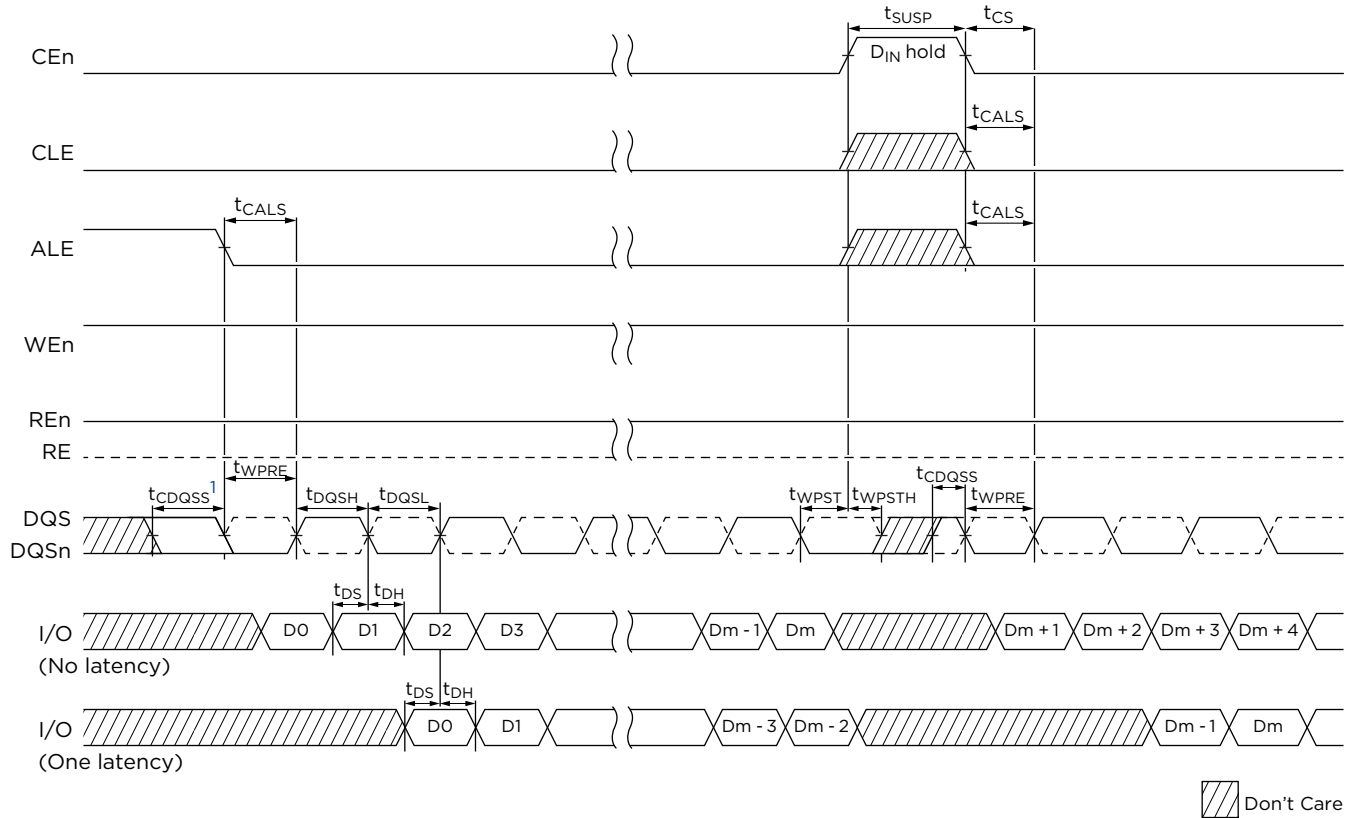 tSUSP tCS
CEn
DIN hold
tCALS
CLE
tCALS
tCALS
ALE
WEn
REn
RE
tWPRE
tCDQSS
tCDQSS1
tDQSH tDQSL
tWPST tWPSTH
tWPRE
DQS
DQSn
tDS tDH
I/O D0 D1 D2 D3 Dm - 1 Dm Dm + 1 Dm + 2 Dm + 3 Dm + 4
(No latency)
tDS tDH
I/O D0 D1 Dm - 3 Dm - 2 Dm - 1 Dm
(One latency)
Don't Care